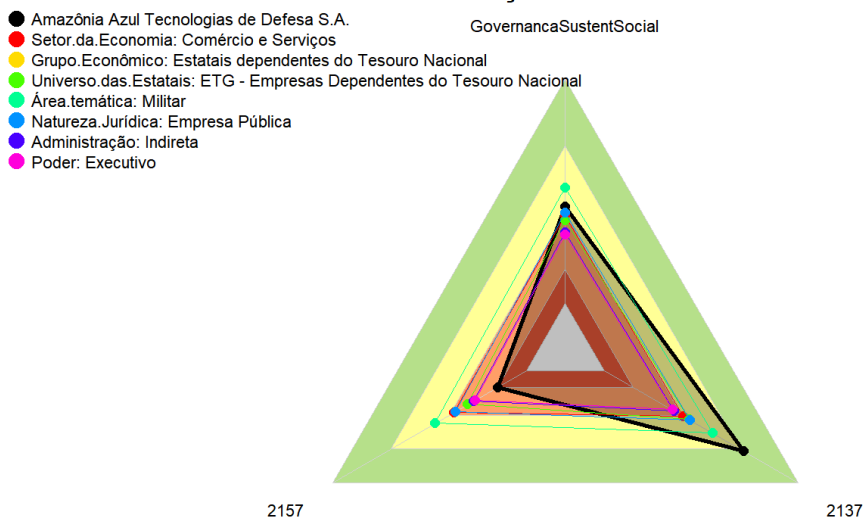 Amazônia Azul Tecnologias de Defesa S.A.
GovernancaSustentSocial
Setor.da.Economia: Comércio e Serviços
Grupo.Econômico: Estatais dependentes do Tesouro Nacional
Universo.das.Estatais: ETG - Empresas Dependentes do Tesouro Nacional
Área.temática: Militar
Natureza.Jurídica: Empresa Pública
Administração: Indireta
Poder: Executivo
2157
2137